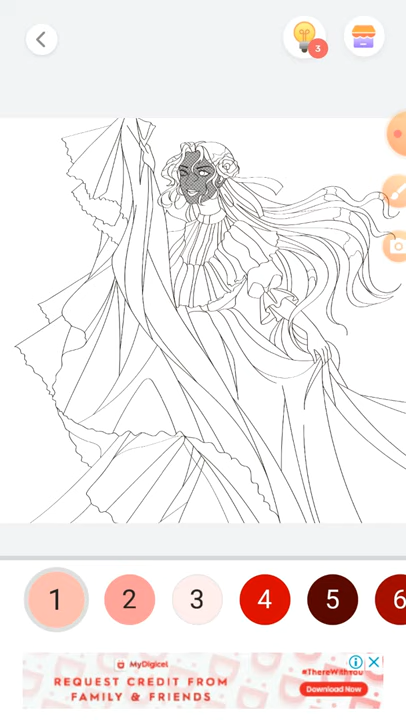 3
1 2 3 4 5 6
MyDigicel
REQUEST CREDIT FROM
FAMILY & FRIENDS
#ThereWithYou
Download Now